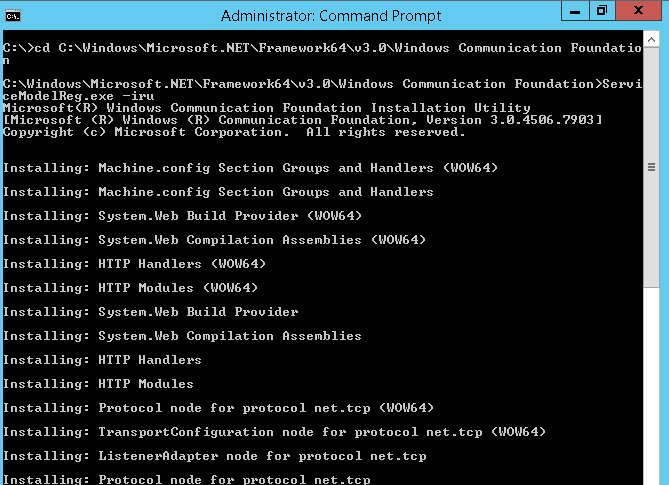 Administrator: Command Prompt
C:\>cd C:\Windows\Microsoft.NET\Framework64\v3.0\Windows Communication Foundatio
n
C:\Windows\Microsoft.NET\Framework64\v3.0\Windows Communication Foundation>Servi
ceModelReg.exe -iru
Microsoft(R) Windows Communication Foundation Installation Utility
[Microsoft (R) Windows (R) Communication Foundation, Version 3.0.4506.7903]
Copyright (c) Microsoft Corporation.  All rights reserved.
Installing: Machine.config Section Groups and Handlers (WOW64)
Installing: Machine.config Section Groups and Handlers
Installing: System.Web Build Provider (WOW64)
Installing: System.Web Compilation Assemblies (WOW64)
Installing: HTTP Handlers (WOW64)
Installing: HTTP Modules (WOW64)
Installing: System.Web Build Provider
Installing: System.Web Compilation Assemblies
Installing: HTTP Handlers
Installing: HTTP Modules
Installing: Protocol node for protocol net.tcp (WOW64)
Installing: TransportConfiguration node for protocol net.tcp (WOW64)
Installing: ListenerAdapter node for protocol net.tcp
Installing: Protocol node for protocol net.tcp